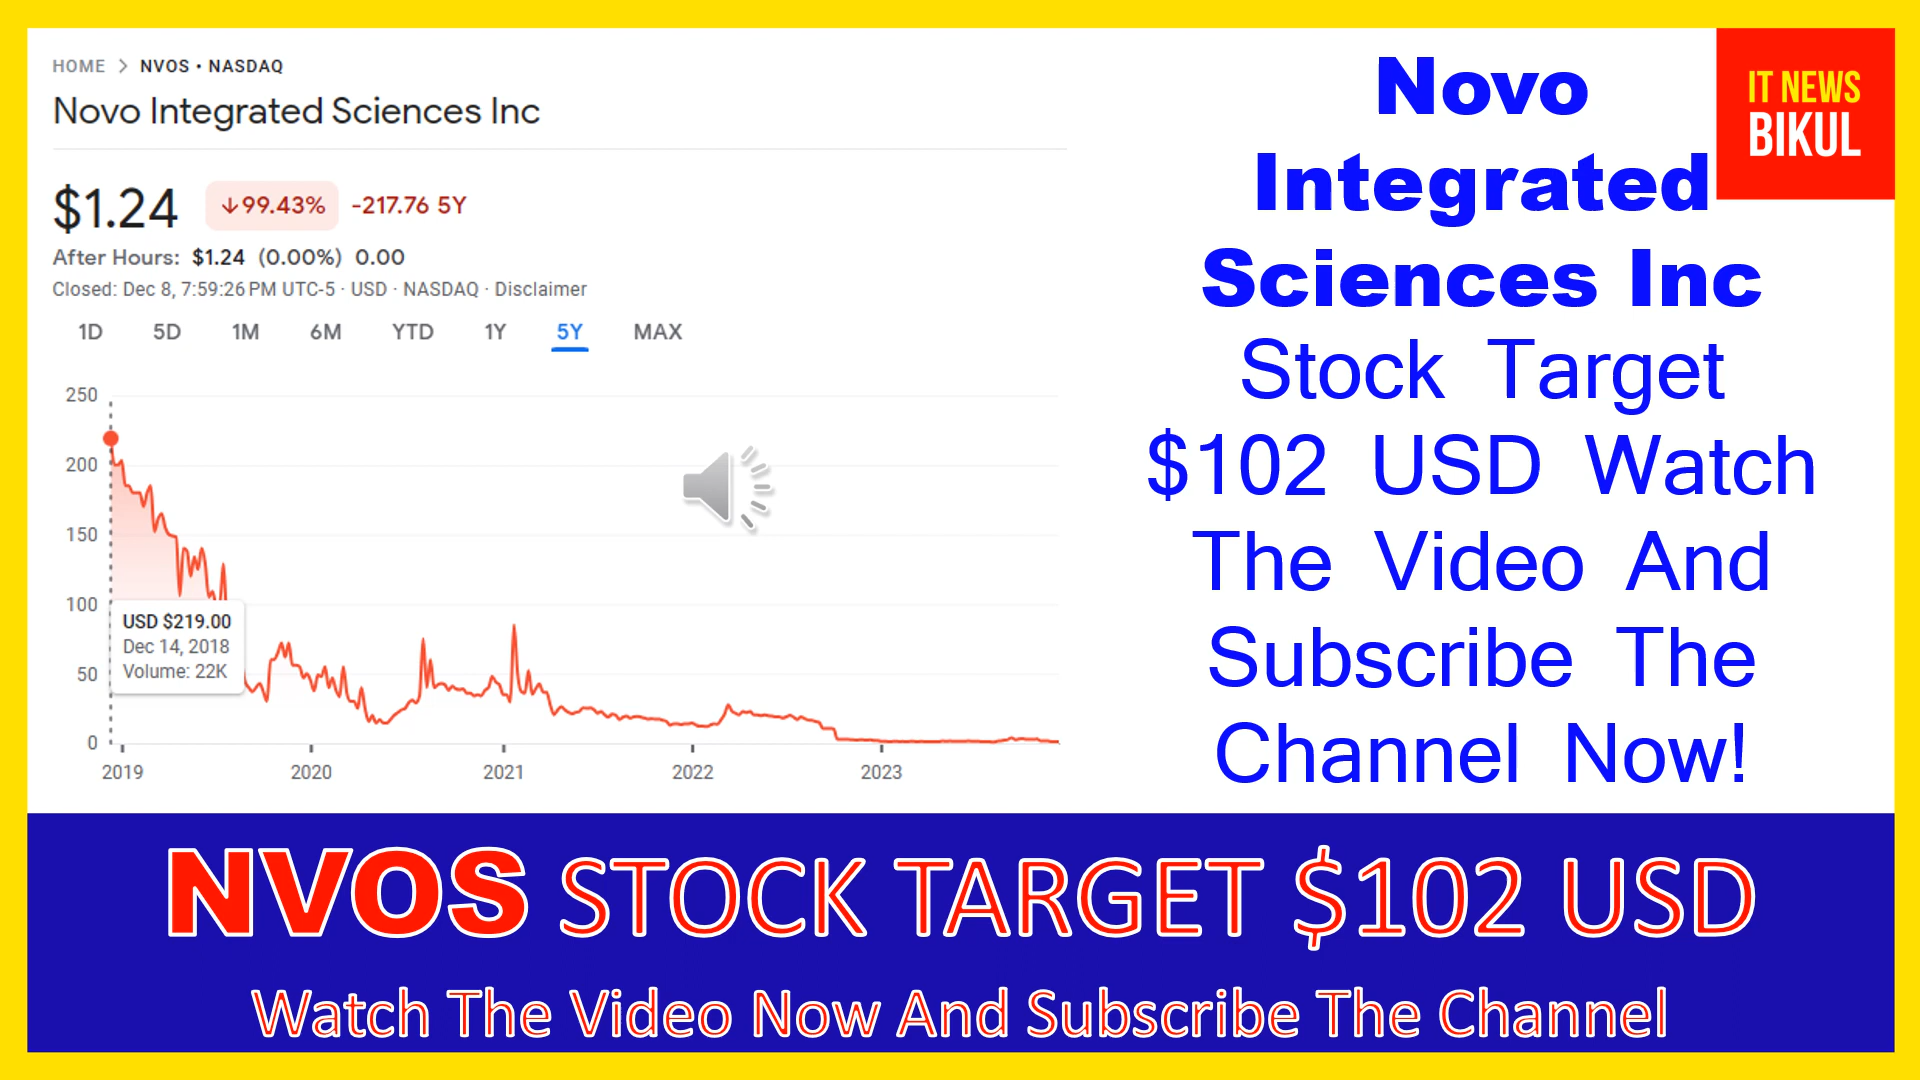 HOME > NVOS • NASDAQ
Novo Integrated Sciences Inc
$1.24 ↓99.43% -217.76 5Y
After Hours: $1.24 (0.00%) 0.00
Closed: Dec 8, 7:59:26 PM UTC-5 · USD · NASDAQ · Disclaimer
1D 5D 1M 6M YTD 1Y 5Y MAX
250
200
150
100
50
0
USD $219.00
Dec 14, 2018
Volume: 22K
2019 2020 2021 2022 2023
Novo
Integrated
Sciences Inc
Stock Target
$102 USD Watch
The Video And
Subscribe The
Channel Now!
IT NEWS
BIKUL
NVOS STOCK TARGET $102 USD
Watch The Video Now And Subscribe The Channel